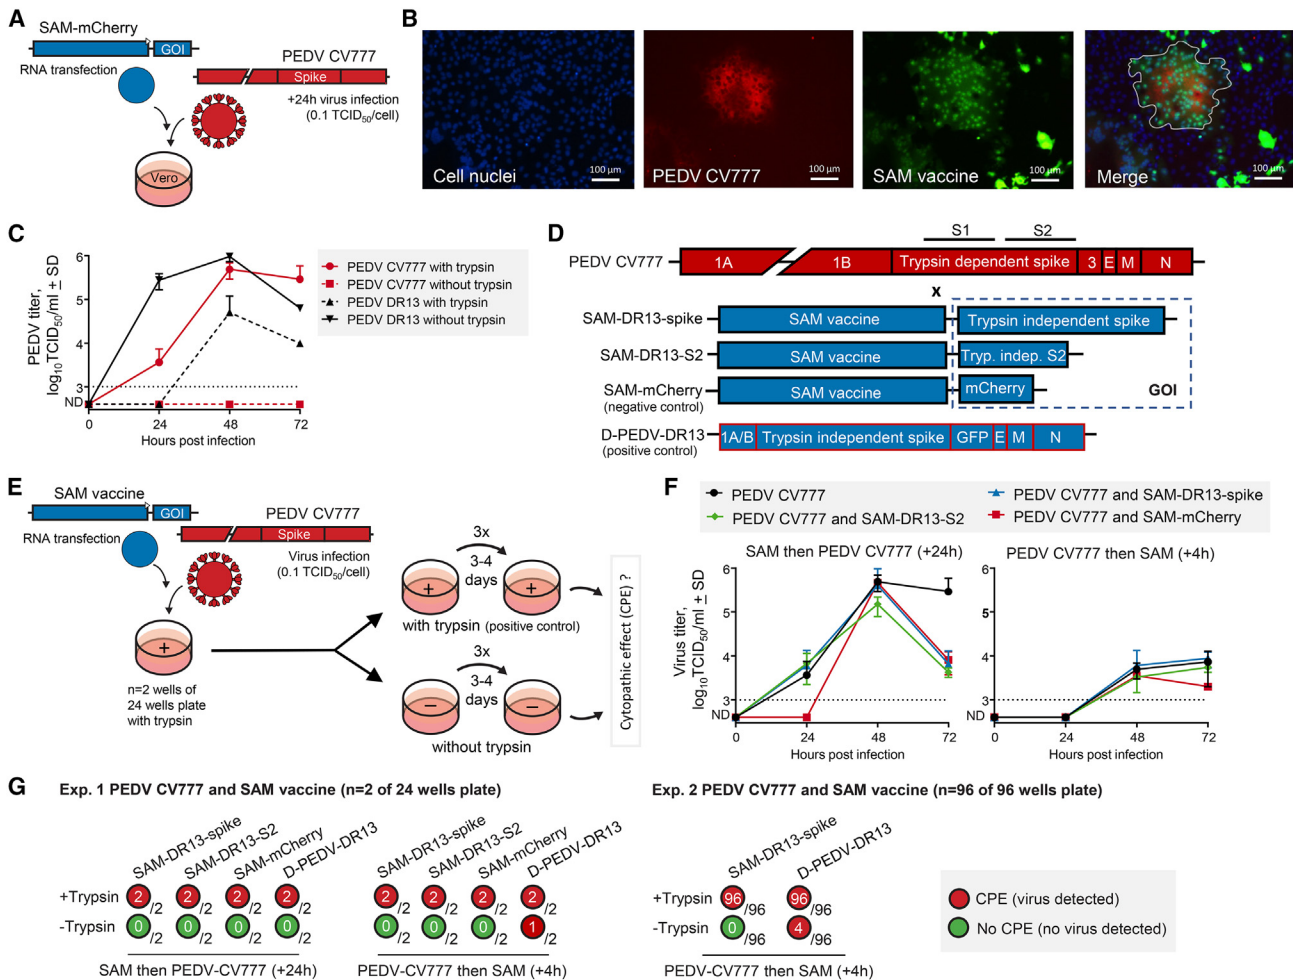 A
SAM-mCherry
GOI
RNA transfection
PEDV CV777
Spike
+24h virus infection
(0.1 TCID50/cell)
Vero
B
Cell nuclei
100 µm
PEDV CV777
100 µm
SAM vaccine
100 µm
Merge
100 µm
C
PEDV titer,
log10TCID50/ml ± SD
6
5
4
3
ND
0
24
48
72
Hours post infection
PEDV CV777 with trypsin
PEDV CV777 without trypsin
PEDV DR13 with trypsin
PEDV DR13 without trypsin
D
S1
S2
PEDV CV777
1A
1B
Trypsin dependent spike
3
E
M
N
x
SAM-DR13-spike
SAM vaccine
Trypsin independent spike
SAM-DR13-S2
SAM vaccine
Tryp. indep. S2
SAM-mCherry
(negative control)
SAM vaccine
mCherry
GOI
D-PEDV-DR13
(positive control)
1A/B
Trypsin independent spike
GFP
E
M
N
E
SAM vaccine
GOI
RNA transfection
PEDV CV777
Spike
Virus infection
(0.1 TCID50/cell)
+
n=2 wells of
24 wells plate
with trypsin
3x
3-4
days
+
+
with trypsin (positive control)
3x
3-4
days
−
−
without trypsin
Cytopathic effect (CPE) ?
F
PEDV CV777
PEDV CV777 and SAM-DR13-S2
PEDV CV777 and SAM-DR13-spike
PEDV CV777 and SAM-mCherry
SAM then PEDV CV777 (+24h)
Virus titer,
log10TCID50/ml ± SD
6
5
4
3
ND
0
24
48
72
Hours post infection
PEDV CV777 then SAM (+4h)
6
5
4
3
ND
0
24
48
72
Hours post infection
G
Exp. 1 PEDV CV777 and SAM vaccine (n=2 of 24 wells plate)
SAM-DR13-spike
SAM-DR13-S2
SAM-mCherry
D-PEDV-DR13
+Trypsin
2/2
2/2
2/2
2/2
-Trypsin
0/2
0/2
0/2
0/2
SAM then PEDV-CV777 (+24h)
SAM-DR13-spike
SAM-DR13-S2
SAM-mCherry
D-PEDV-DR13
2/2
2/2
2/2
2/2
0/2
0/2
0/2
1/2
PEDV-CV777 then SAM (+4h)
Exp. 2 PEDV CV777 and SAM vaccine (n=96 of 96 wells plate)
SAM-DR13-spike
D-PEDV-DR13
+Trypsin
96/96
96/96
-Trypsin
0/96
4/96
PEDV-CV777 then SAM (+4h)
CPE (virus detected)
No CPE (no virus detected)